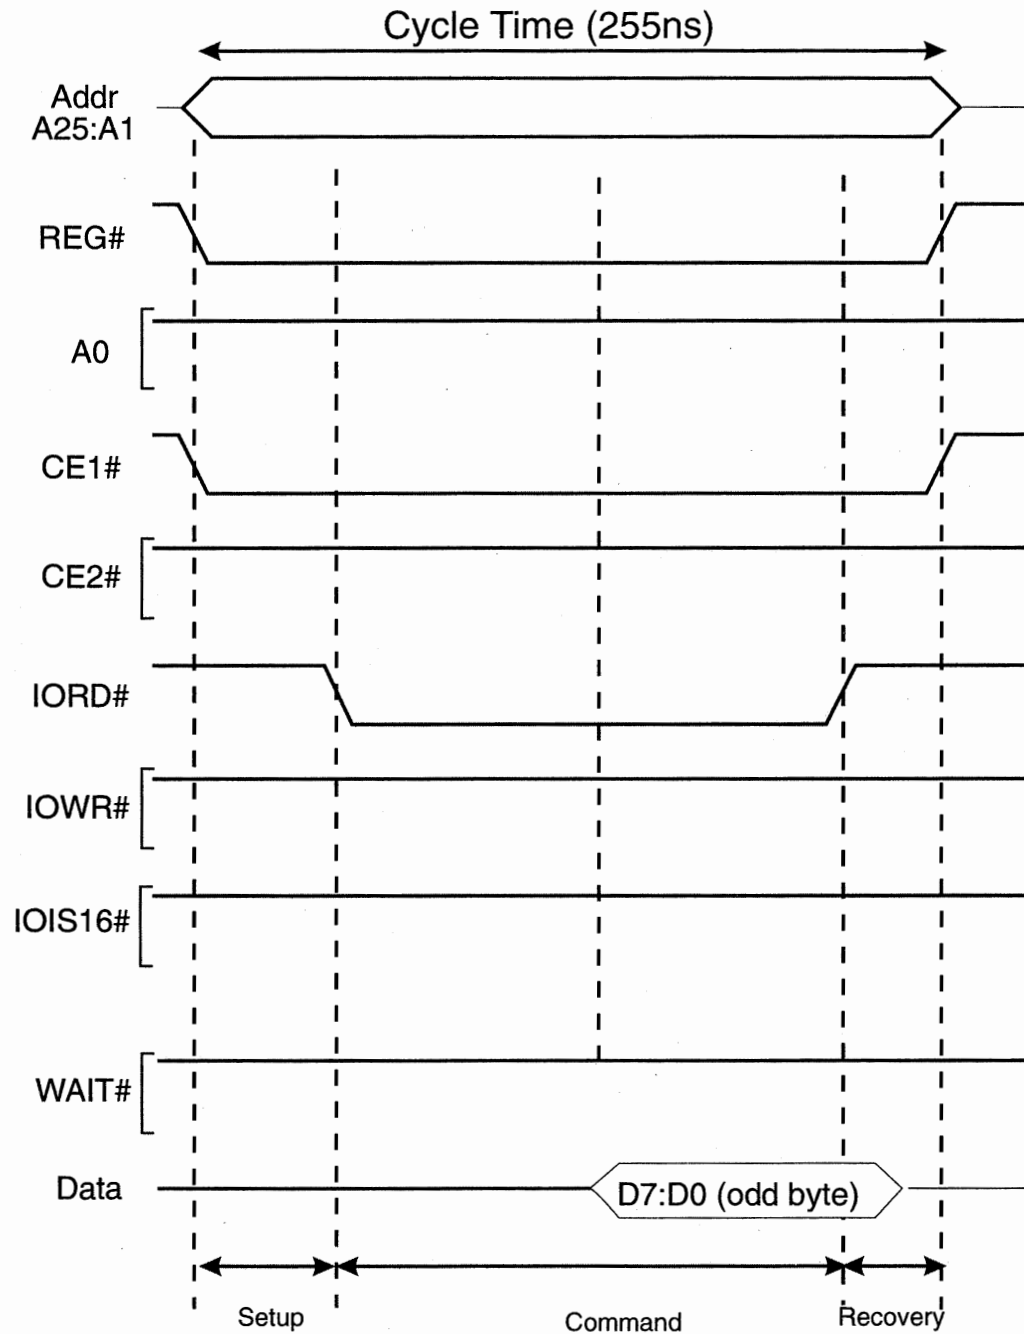 Cycle Time (255ns)
Addr
A25:A1
REG#
A0
CE1#
CE2#
IORD#
IOWR#
IOIS16#
WAIT#
Data
D7:D0 (odd byte)
Setup
Command
Recovery